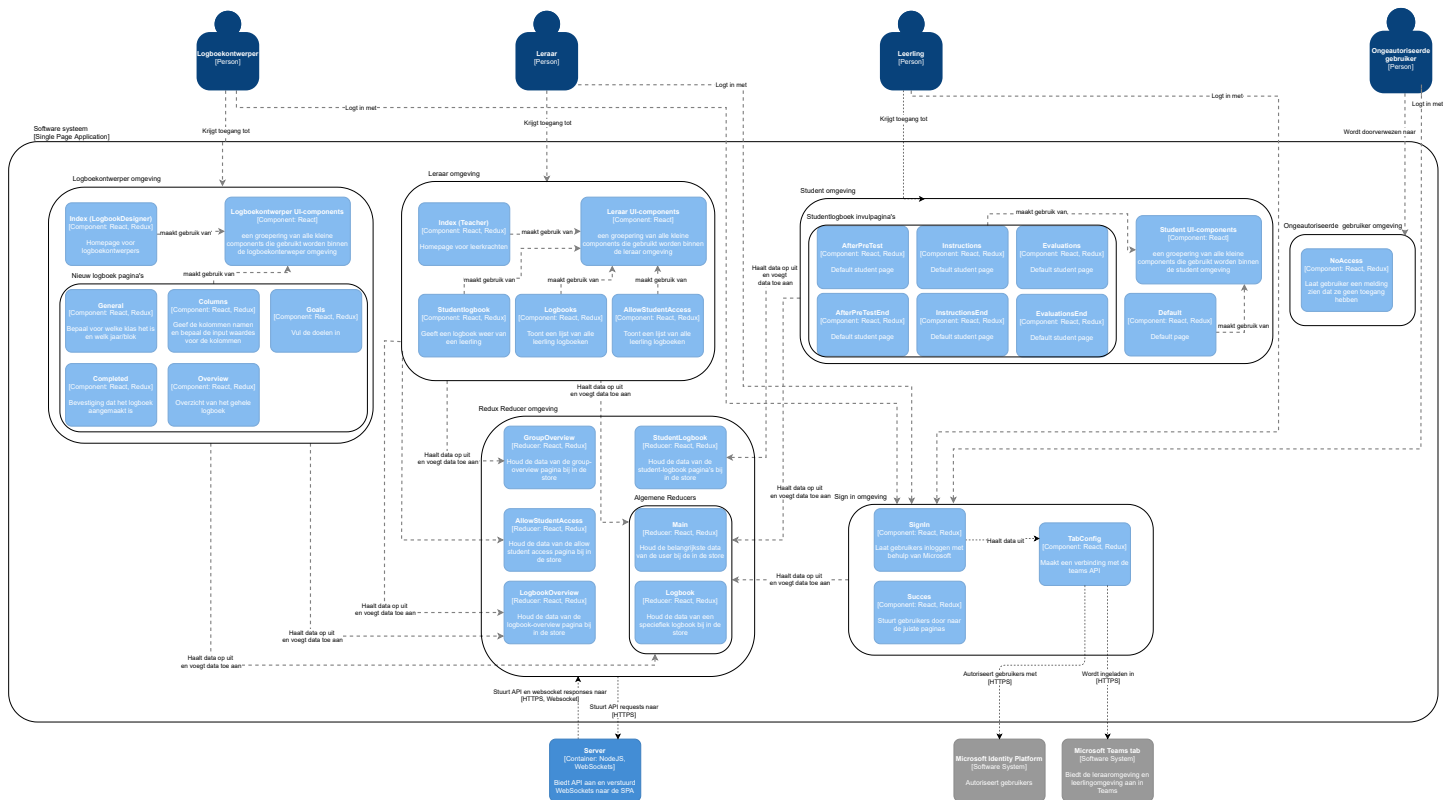 Logboekontwerper
[Person]
Leraar
[Person]
Leerling
[Person]
Ongeautoriseerde
gebruiker
[Person]
Logt in met
Logt in met
Logt in met
Logt in met
Krijgt toegang tot
Krijgt toegang tot
Krijgt toegang tot
Wordt doorverwezen naar
Software systeem
[Single Page Application]
Logboekontwerper omgeving
Index (LogbookDesigner)
[Component: React, Redux]
Homepage voor
logboekontwerpers
maakt gebruik van
Logboekontwerper UI-components
[Component: React]
een groepering van alle kleine
components die gebruikt worden binnen
de logboekonterweper omgeving
maakt gebruik van
Nieuw logboek pagina's
General
[Component: React, Redux]
Bepaal voor welke klas het is
en welk jaar/blok
Columns
[Component: React, Redux]
Geef de kolommen namen
en bepaal de input waardes
voor de kolommen
Goals
[Component: React, Redux]
Vul de doelen in
Completed
[Component: React, Redux]
Bevestiging dat het logboek
aangemaakt is
Overview
[Component: React, Redux]
Overzicht van het gehele
logboek
Leraar omgeving
Index (Teacher)
[Component: React, Redux]
Homepage voor leerkrachten
maakt gebruik van
Leraar UI-components
[Component: React]
een groepering van alle kleine
components die gebruikt worden binnen
de leraar omgeving
maakt gebruik van
maakt gebruik van
maakt gebruik van
Studentlogbook
[Component: React, Redux]
Geeft een logboek weer van
een leerling
Logbooks
[Component: React, Redux]
Toont een lijst van alle
leerling logboeken
AllowStudentAccess
[Component: React, Redux]
Toont een lijst van alle
leerling logboeken
Student omgeving
Studentlogboek invulpagina's
maakt gebruik van
AfterPreTest
[Component: React, Redux]
Default student page
Instructions
[Component: React, Redux]
Default student page
Evaluations
[Component: React, Redux]
Default student page
AfterPreTestEnd
[Component: React, Redux]
Default student page
InstructionsEnd
[Component: React, Redux]
Default student page
EvaluationsEnd
[Component: React, Redux]
Default student page
Student UI-components
[Component: React]
een groepering van alle kleine
components die gebruikt worden binnen
de student omgeving
Default
[Component: React, Redux]
Default page
maakt gebruik van
Ongeautoriseerde gebruiker omgeving
NoAccess
[Component: React, Redux]
Laat gebruiker een melding
zien dat ze geen toegang
hebben
Haalt data op uit
en voegt data toe aan
Haalt data op uit
en voegt data toe aan
Redux Reducer omgeving
GroupOverview
[Reducer: React, Redux]
Houd de data van de group-
overview pagina bij in de
store
StudentLogbook
[Reducer: React, Redux]
Houd de data van de
student-logbook pagina's bij
in de store
Haalt data op uit
en voegt data toe aan
Haalt data op uit
en voegt data toe aan
Algemene Reducers
AllowStudentAccess
[Reducer: React, Redux]
Houd de data van de allow
student access pagina bij in
de store
Main
[Reducer: React, Redux]
Houd de belangrijkste data
van de user bij de in de store
LogbookOverview
[Reducer: React, Redux]
Houd de data van de
logbook-overview pagina bij
in de store
Logbook
[Reducer: React, Redux]
Houd de data van een
speciefiek logboek bij in de
store
Haalt data op uit
en voegt data toe aan
Haalt data op uit
en voegt data toe aan
Haalt data op uit
en voegt data toe aan
Haalt data op uit
en voegt data toe aan
Sign in omgeving
SignIn
[Component: React, Redux]
Laat gebruikers inloggen met
behulp van Microsoft
Haalt data uit
TabConfig
[Component: React, Redux]
Maakt een verbinding met de
teams API
Succes
[Component: React, Redux]
Stuurt gebruikers door naar
de juiste paginas
Stuurt API en websocket responses naar
[HTTPS, Websocket]
Stuurt API requests naar
[HTTPS]
Autoriseert gebruikers met
[HTTPS]
Wordt ingeladen in
[HTTPS]
Server
[Container: NodeJS,
WebSockets]
Biedt API aan en verstuurd
WebSockets naar de SPA
Microsoft Identity Platform
[Software System]
Autoriseert gebruikers
Microsoft Teams tab
[Software System]
Biedt de leraaromgeving en
leerlingomgeving aan in
Teams